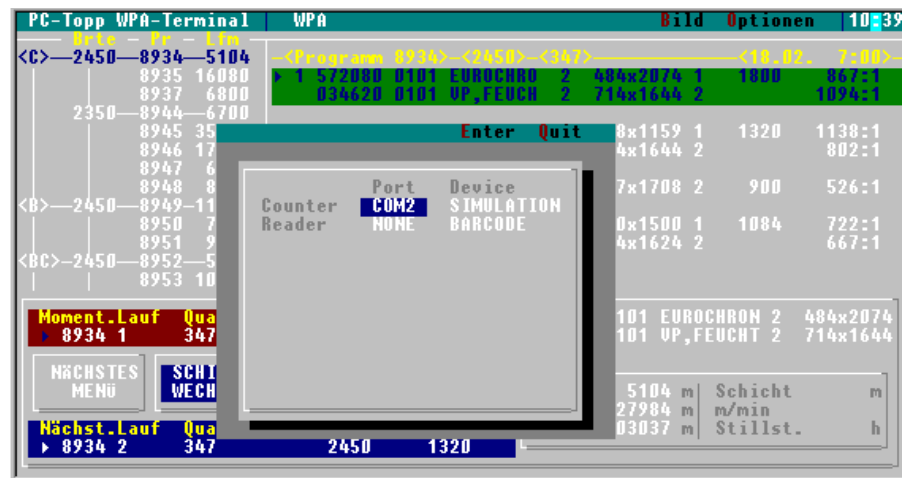 PC-Topp WPA-Terminal WPA Bild Optionen 10:39
Brte - Pr - Lfm
<C>—2450—8934—5104 -<Programm 8934>-<2450>-<347> <18.02. 7:00>-
8935 16080 ▶ 1 572080 0101 EUROCHRO 2 484x2074 1 1800 867:1
8937 6800 034620 0101 VP,FEUCH 2 714x1644 2 1094:1
2350—8944—6700
8945 35 Enter Quit 8x1159 1 1320 1138:1
8946 17 4x1644 2 802:1
8947 6
8948 8 Port Device 7x1708 2 900 526:1
<B>—2450—8949-11 Counter COM2 SIMULATION
8950 7 Reader NONE BARCODE 0x1500 1 1084 722:1
8951 9 4x1624 2 667:1
<BC>-2450—8952—5
8953 10
Moment.Lauf Qua 101 EUROCHRON 2 484x2074
▶ 8934 1 347 101 VP,FEUCHT 2 714x1644
NÄCHSTES SCHI
MENÜ WECH 5104 m Schicht m
27984 m m/min
Nächst.Lauf Qua 03037 m Stillst. h
▶ 8934 2 347 2450 1320